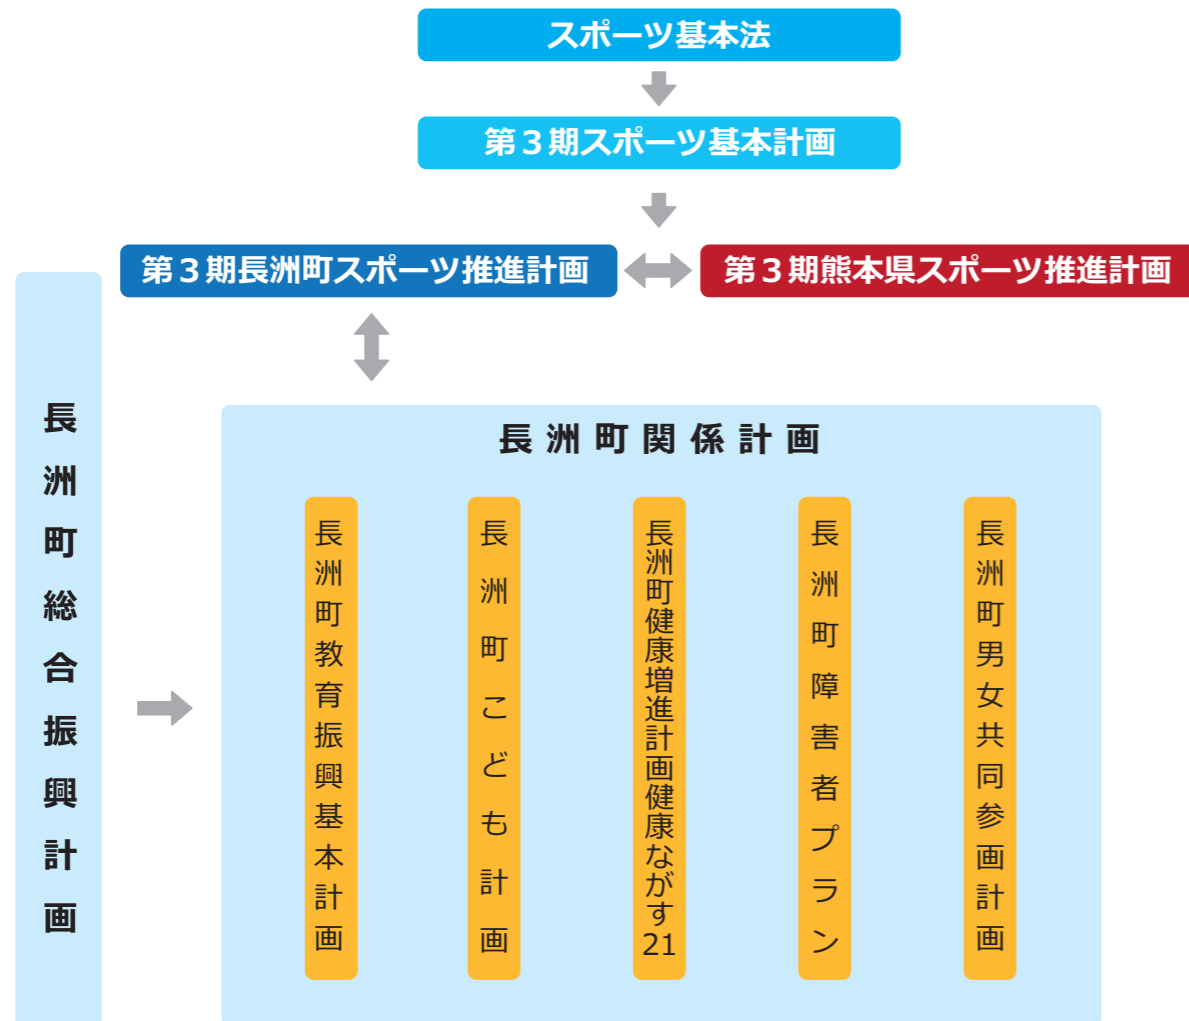 スポーツ基本法
第３期スポーツ基本計画
第３期長洲町スポーツ推進計画
第３期熊本県スポーツ推進計画
長洲町総合振興計画
長洲町関係計画
長洲町教育振興基本計画
長洲町こども計画
長洲町健康増進計画健康ながす21
長洲町障害者プラン
長洲町男女共同参画計画